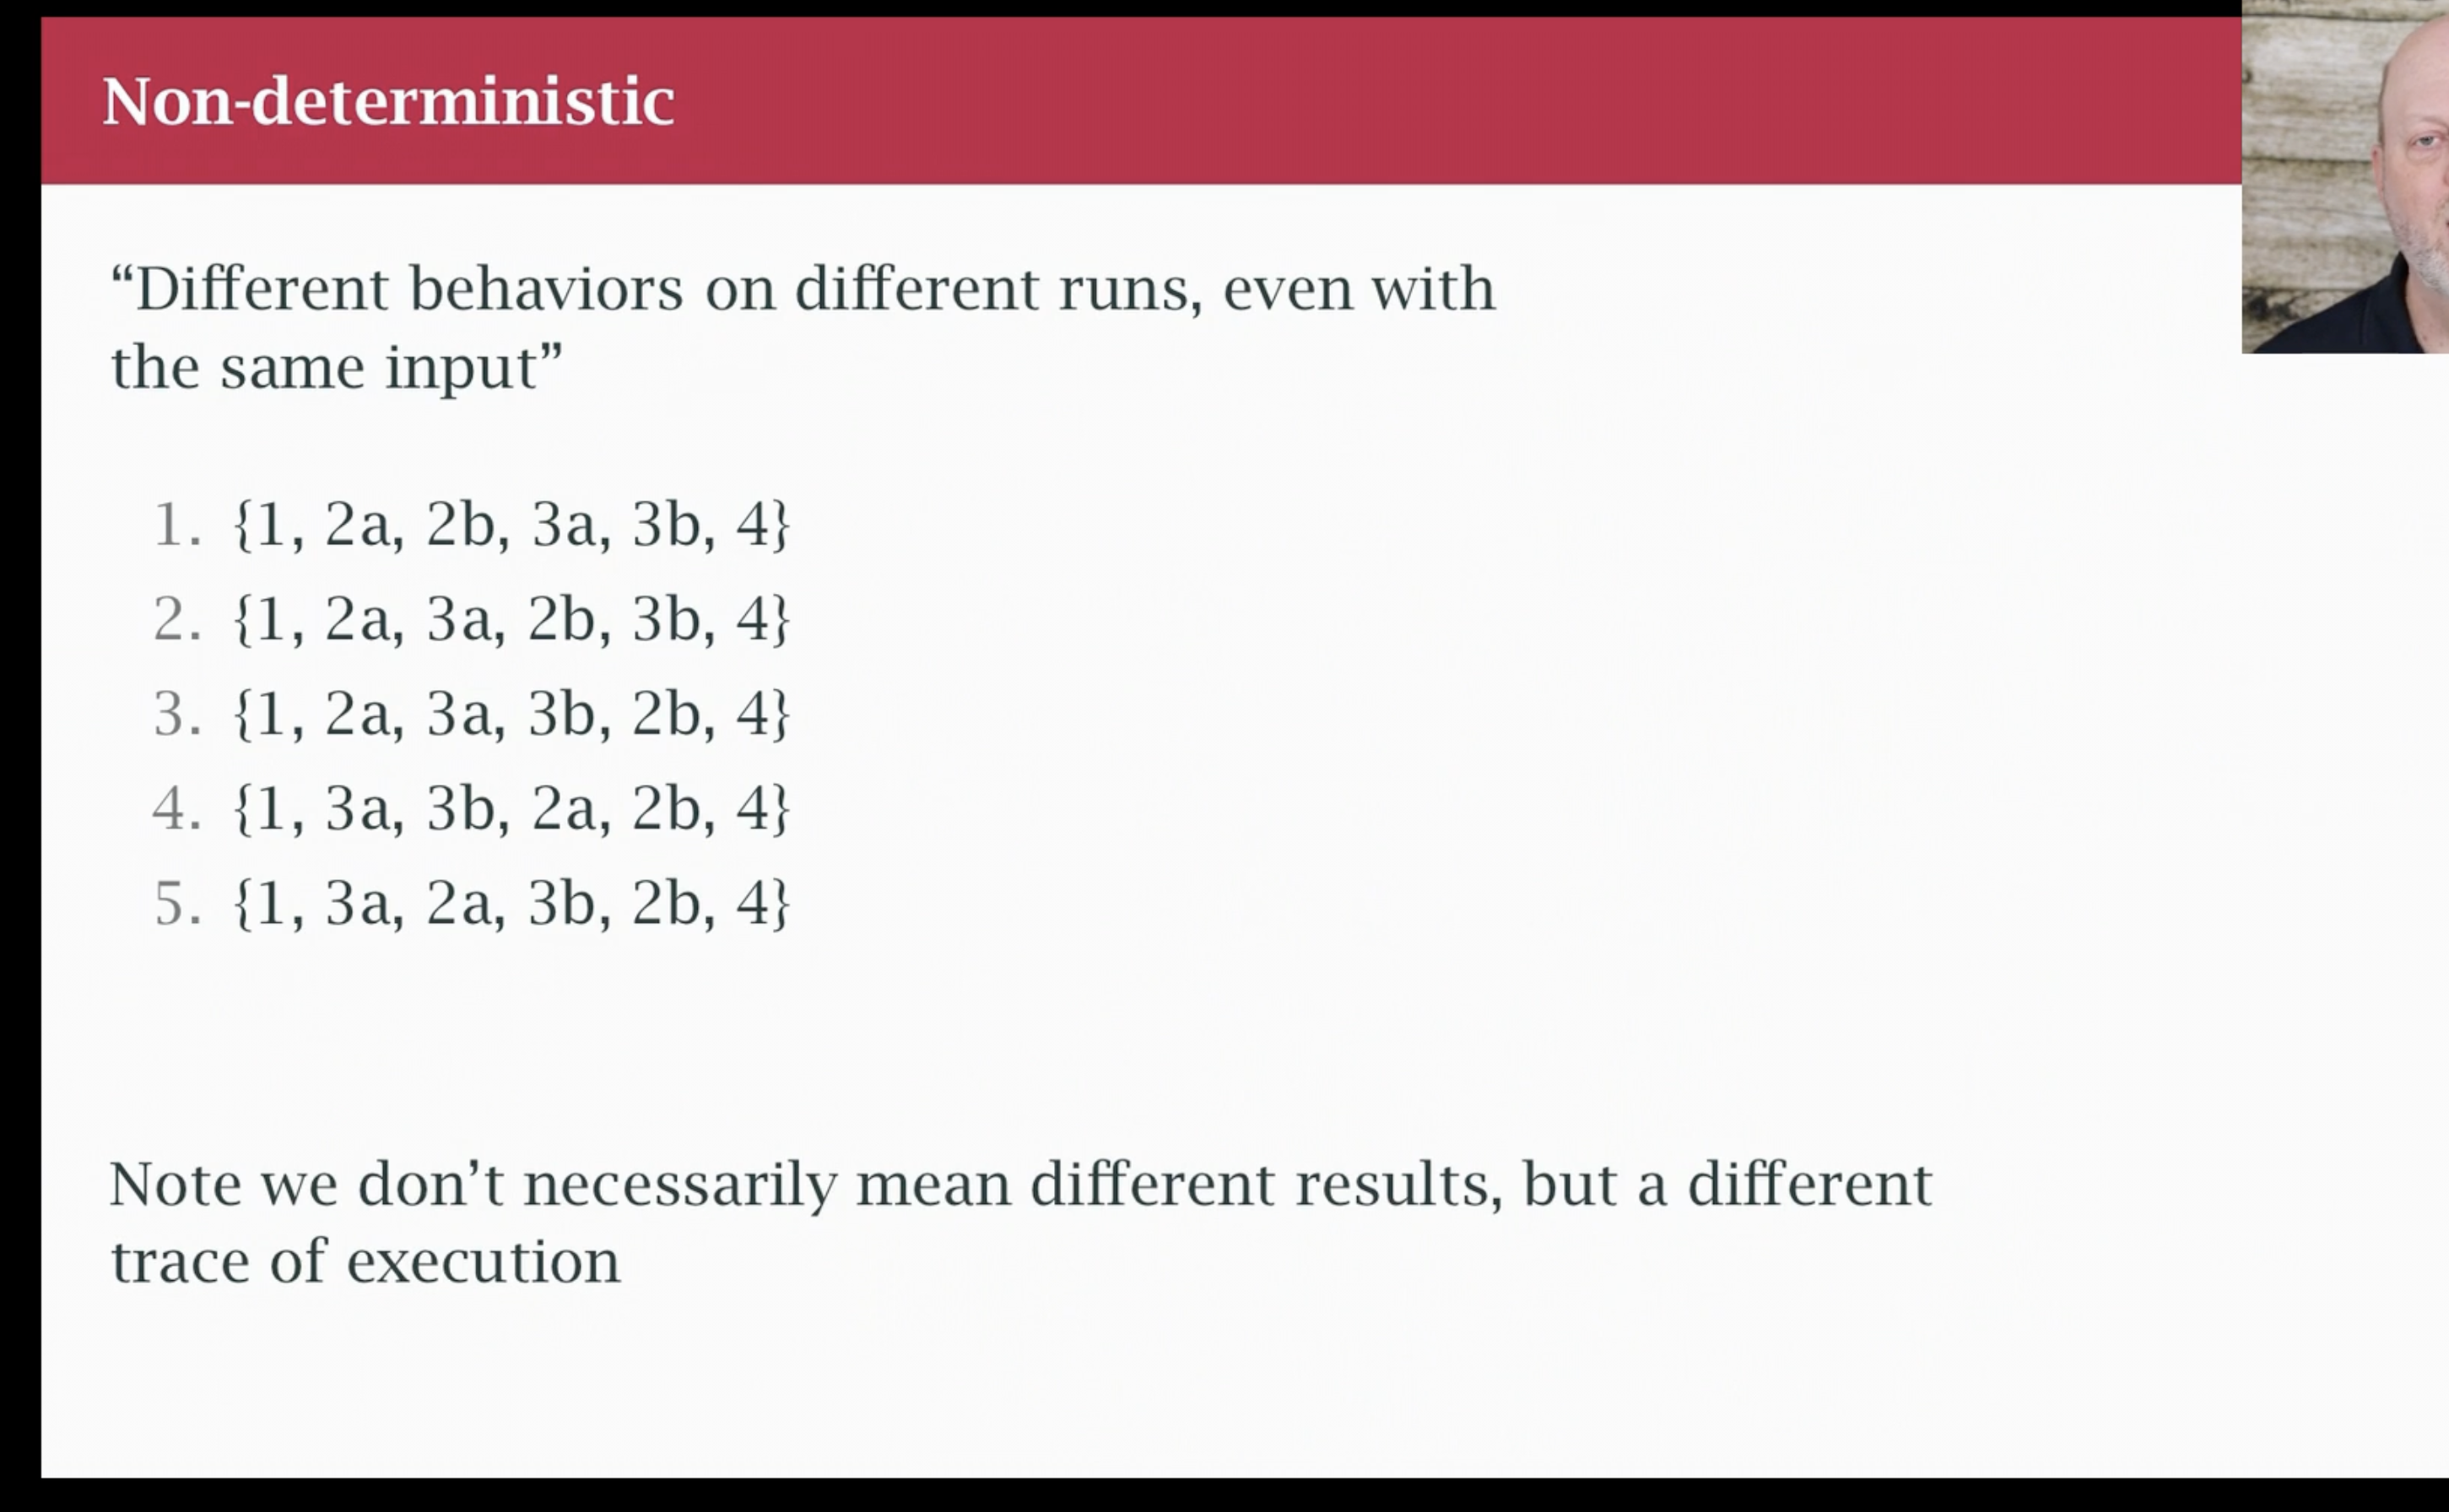 Non-deterministic
“Different behaviors on different runs, even with
the same input”
1. {1, 2a, 2b, 3a, 3b, 4}
2. {1, 2a, 3a, 2b, 3b, 4}
3. {1, 2a, 3a, 3b, 2b, 4}
4. {1, 3a, 3b, 2a, 2b, 4}
5. {1, 3a, 2a, 3b, 2b, 4}
Note we don’t necessarily mean different results, but a different
trace of execution